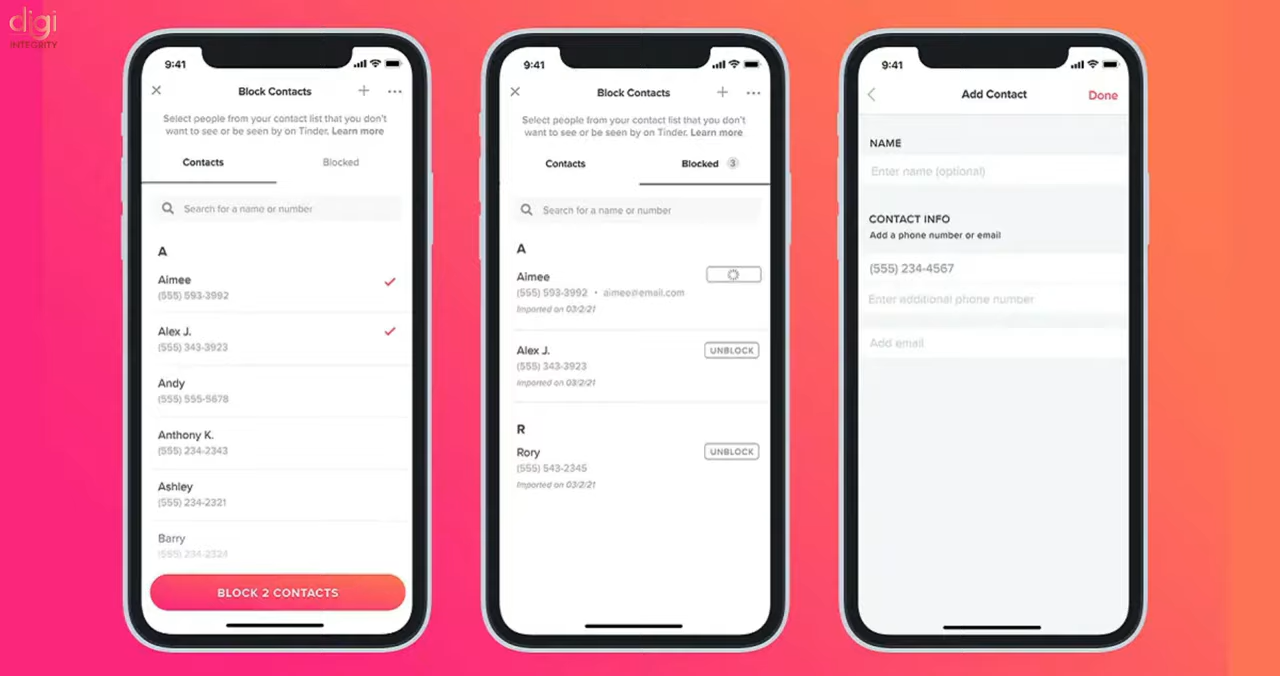 digi
INTEGRITY
9:41
Block Contacts
Select people from your contact list that you don't
want to see or be seen by on Tinder. Learn more
Contacts Blocked
Search for a name or number
A
Aimee
(555) 593-3992
Alex J.
(555) 343-3923
Andy
(555) 555-5678
Anthony K.
(555) 234-2343
Ashley
(555) 234-2321
Barry
(555) 234-2324
BLOCK 2 CONTACTS
9:41
Block Contacts
Select people from your contact list that you don't
want to see or be seen by on Tinder. Learn more
Contacts Blocked 3
Search for a name or number
A
Aimee
(555) 593-3992 • aimee@email.com
Imported on 03/2/21
Alex J.
UNBLOCK
(555) 343-3923
Imported on 03/2/21
R
Rory
UNBLOCK
(555) 543-2345
Imported on 03/2/21
9:41
Add Contact Done
NAME
Enter name (optional)
CONTACT INFO
Add a phone number or email
(555) 234-4567
Enter additional phone number
Add email